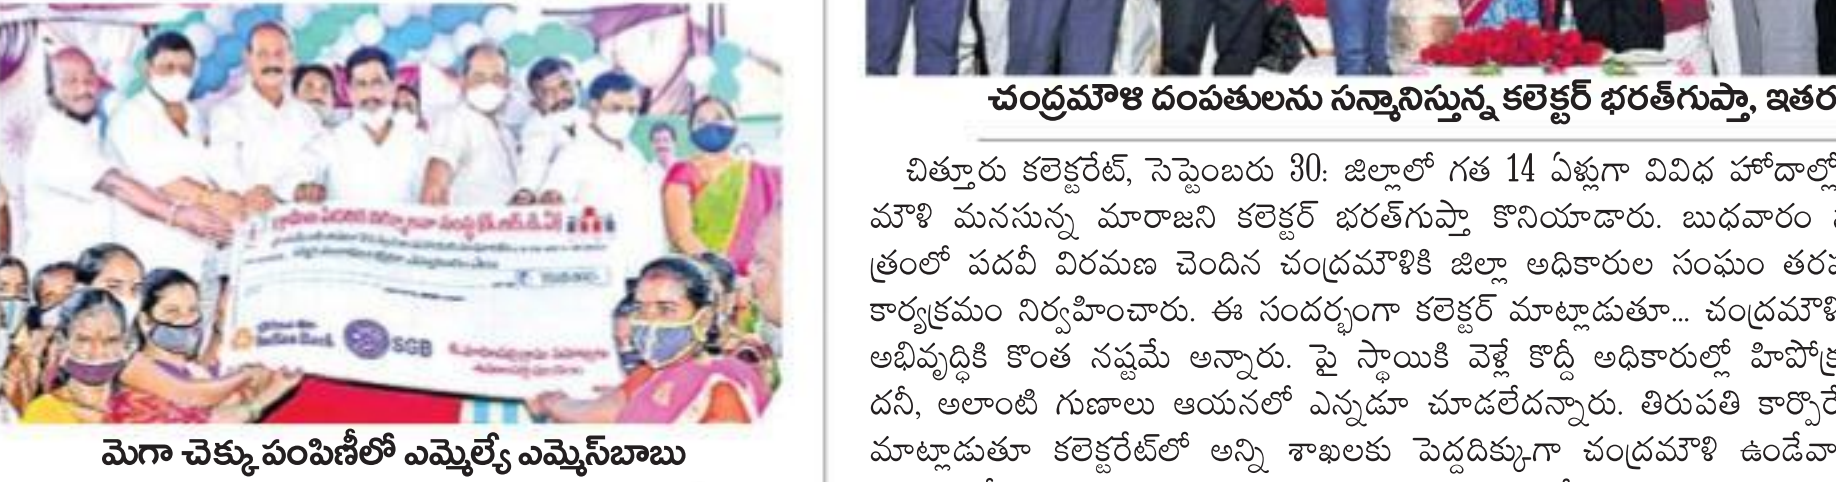 SGB
మెగా చెక్కు పంపిణీలో ఎమ్మెల్యే ఎమ్మెస్‌బాబు
చంద్రమౌళి దంపతులను సన్మానిస్తున్న కలెక్టర్ భరత్‌గుప్తా, ఇతర
చిత్తూరు కలెక్టరేట్, సెప్టెంబరు 30: జిల్లాలో గత 14 ఏళ్లుగా వివిధ హోదాల్లో
మౌళి మనసున్న మారాజని కలెక్టర్ భరత్‌గుప్తా కొనియాడారు. బుధవారం
త్రంలో పదవీ విరమణ చెందిన చంద్రమౌళికి జిల్లా అధికారుల సంఘం తరఫ
కార్యక్రమం నిర్వహించారు. ఈ సందర్భంగా కలెక్టర్ మాట్లాడుతూ... చంద్రమౌళి
అభివృద్ధికి కొంత నష్టమే అన్నారు. పై స్థాయికి వెళ్లే కొద్దీ అధికారుల్లో హిపోక్ర
దనీ, అలాంటి గుణాలు ఆయనలో ఎన్నడూ చూడలేదన్నారు. తిరుపతి కార్పొరే
మాట్లాడుతూ కలెక్టరేట్‌లో అన్ని శాఖలకు పెద్దదిక్కుగా చంద్రమౌళి ఉండేవా